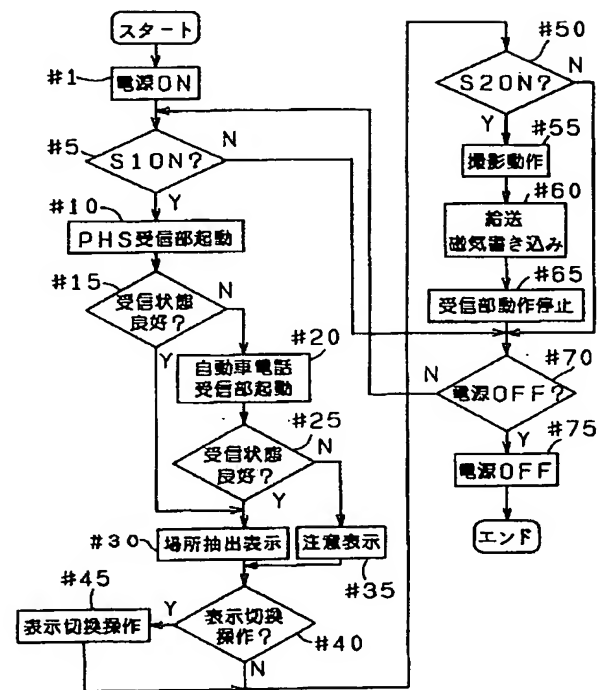 スタート
#1
電源ON
#5
S1ON?
N
Y
#10
PHS受信部起動
#15
受信状態
良好?
N
Y
#20
自動車電話
受信部起動
#25
受信状態
良好?
N
Y
#30
場所抽出表示
注意表示
#35
#45
表示切換操作
Y
表示切換
操作?
#40
N
#50
S2ON?
N
Y
#55
撮影動作
#60
給送
磁気書き込み
#65
受信部動作停止
#70
N
電源OFF?
Y
#75
電源OFF
エンド